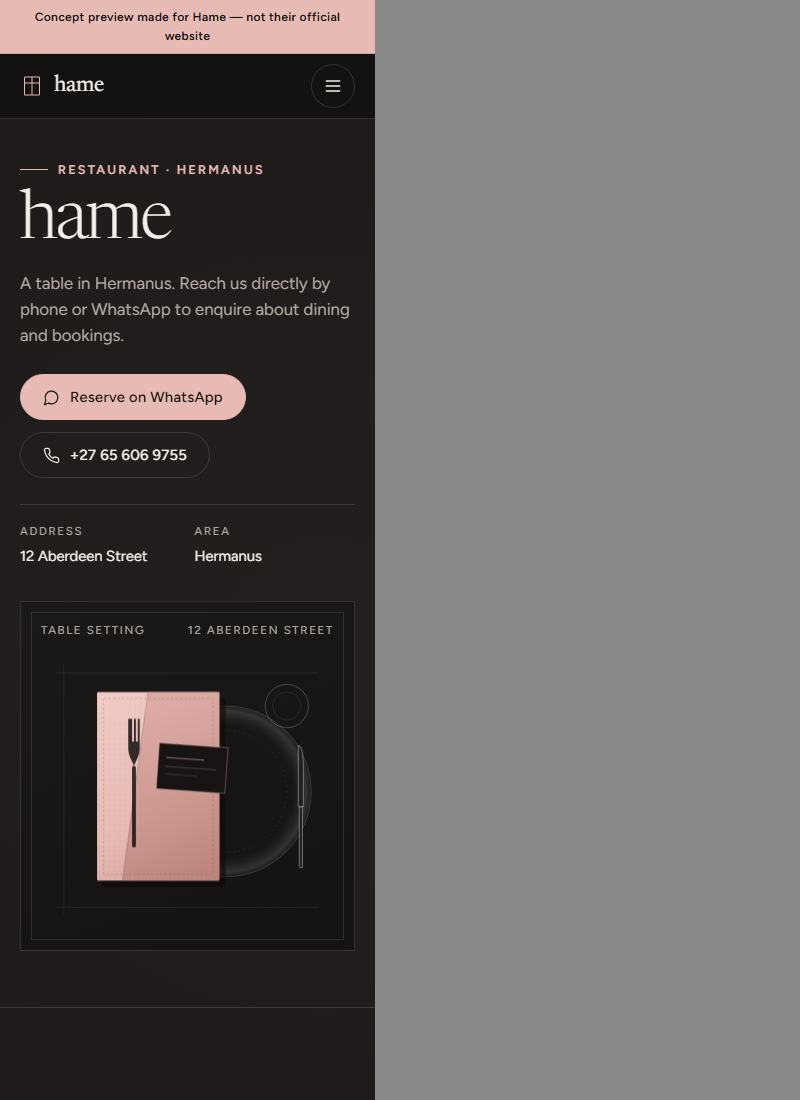 Concept preview made for Hame — not their official
website
hame
RESTAURANT · HERMANUS
hame
A table in Hermanus. Reach us directly by
phone or WhatsApp to enquire about dining
and bookings.
Reserve on WhatsApp
+27 65 606 9755
ADDRESS
AREA
12 Aberdeen Street
Hermanus
TABLE SETTING
12 ABERDEEN STREET